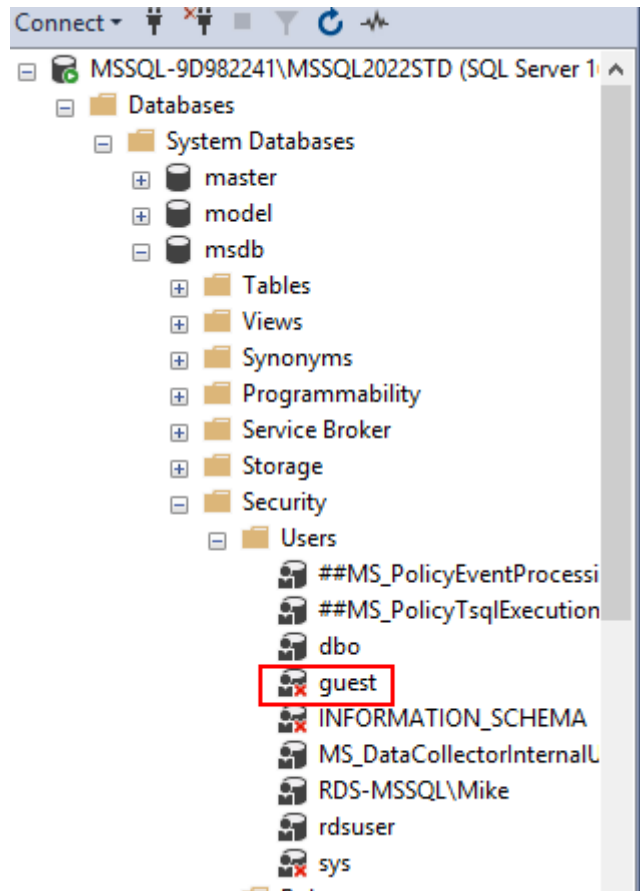 Connect
MSSQL-9D982241\MSSQL2022STD (SQL Server 1
Databases
System Databases
master
model
msdb
Tables
Views
Synonyms
Programmability
Service Broker
Storage
Security
Users
##MS_PolicyEventProcessi
##MS_PolicyTsqlExecution
dbo
guest
INFORMATION_SCHEMA
MS_DataCollectorInternalU
RDS-MSSQL\Mike
rdsuser
sys